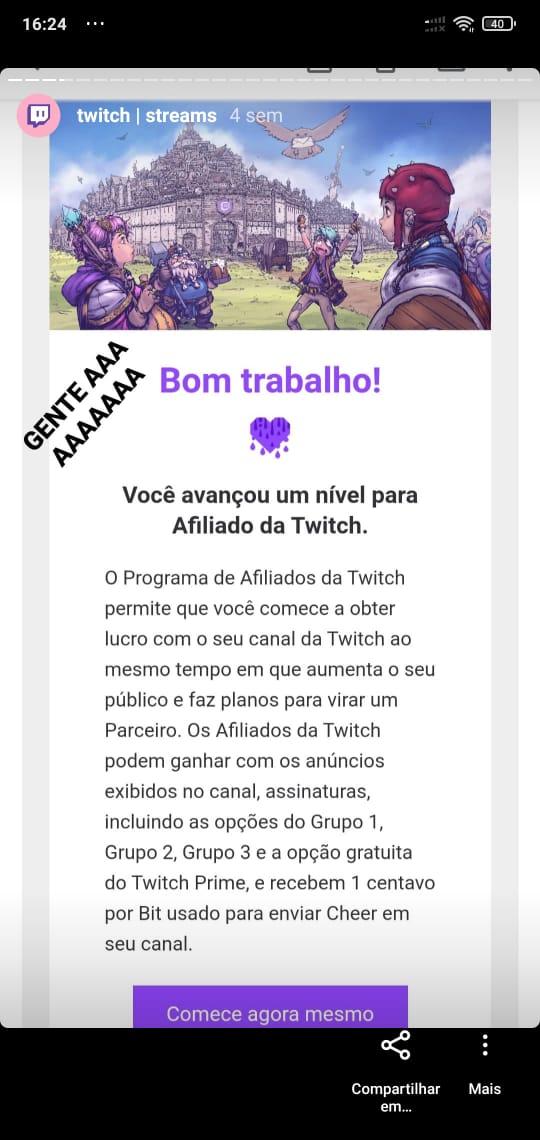 16:24
40
twitch | streams 4 sem
GENTE AAA
AAAAAAA
Bom trabalho!
Você avançou um nível para
Afiliado da Twitch.
O Programa de Afiliados da Twitch
permite que você comece a obter
lucro com o seu canal da Twitch ao
mesmo tempo em que aumenta o seu
público e faz planos para virar um
Parceiro. Os Afiliados da Twitch
podem ganhar com os anúncios
exibidos no canal, assinaturas,
incluindo as opções do Grupo 1,
Grupo 2, Grupo 3 e a opção gratuita
do Twitch Prime, e recebem 1 centavo
por Bit usado para enviar Cheer em
seu canal.
Comece agora mesmo
Compartilhar
em...
Mais